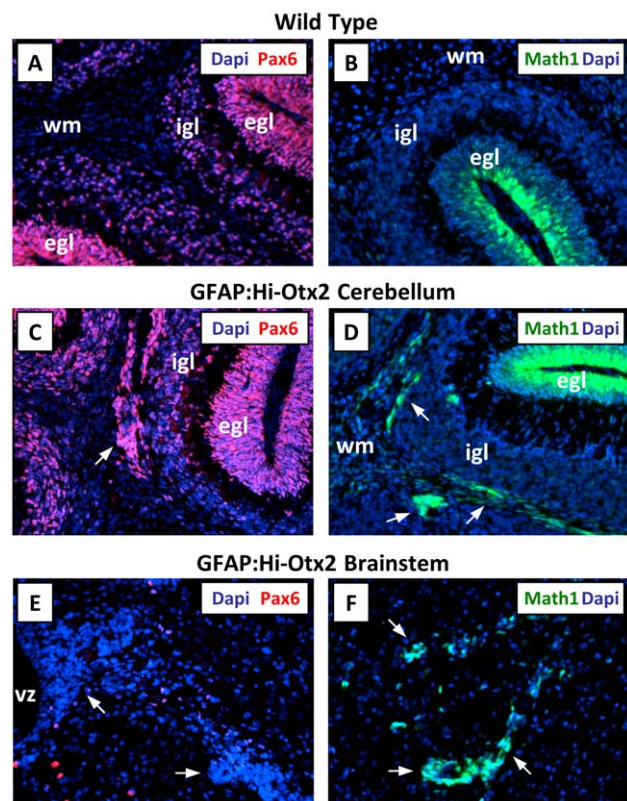 Wild Type
A
Dapi Pax6
wm
igl
egl
egl
B
Math1 Dapi
wm
igl
egl
GFAP:Hi-Otx2 Cerebellum
C
Dapi Pax6
igl
egl
D
Math1 Dapi
egl
wm
igl
GFAP:Hi-Otx2 Brainstem
E
Dapi Pax6
vz
F
Math1 Dapi